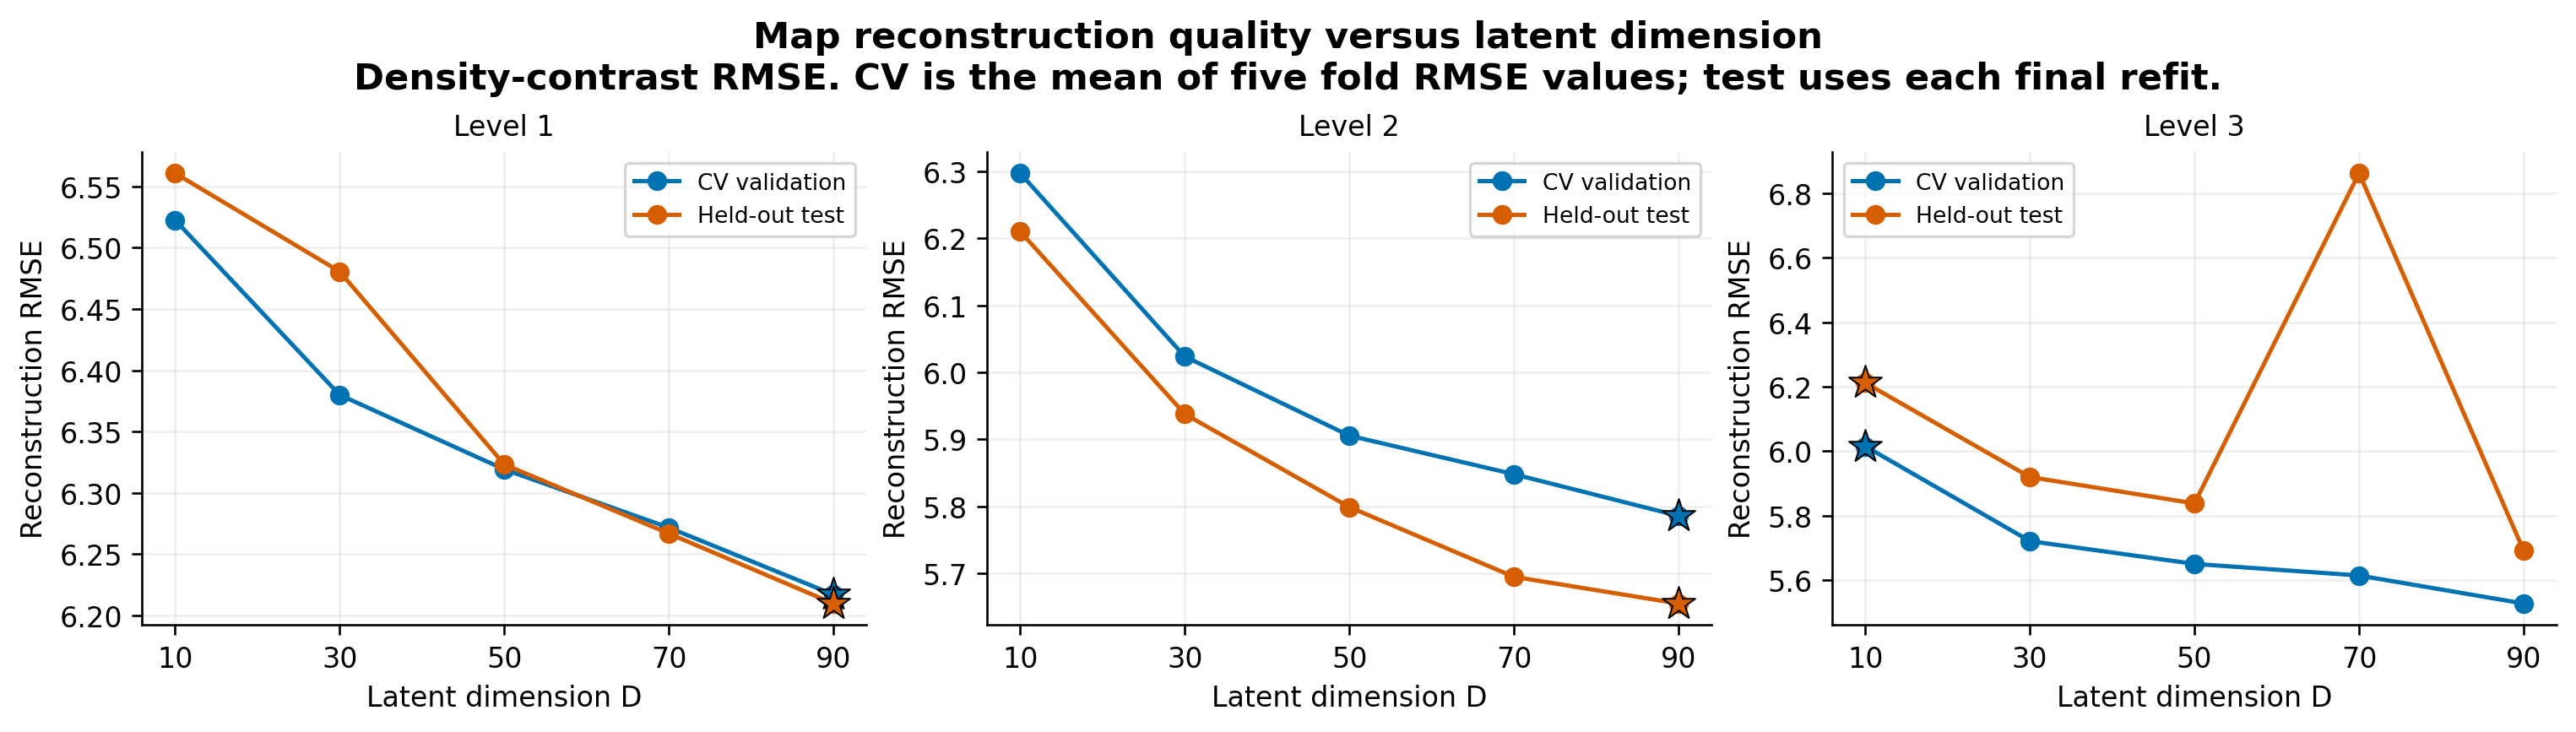 Map reconstruction quality versus latent dimension
Density-contrast RMSE. CV is the mean of five fold RMSE values; test uses each final refit.
Level 1
Reconstruction RMSE
6.55
6.50
6.45
6.40
6.35
6.30
6.25
6.20
CV validation
Held-out test
10 30 50 70 90
Latent dimension D
Level 2
Reconstruction RMSE
6.3
6.2
6.1
6.0
5.9
5.8
5.7
CV validation
Held-out test
10 30 50 70 90
Latent dimension D
Level 3
Reconstruction RMSE
6.8
6.6
6.4
6.2
6.0
5.8
5.6
CV validation
Held-out test
10 30 50 70 90
Latent dimension D